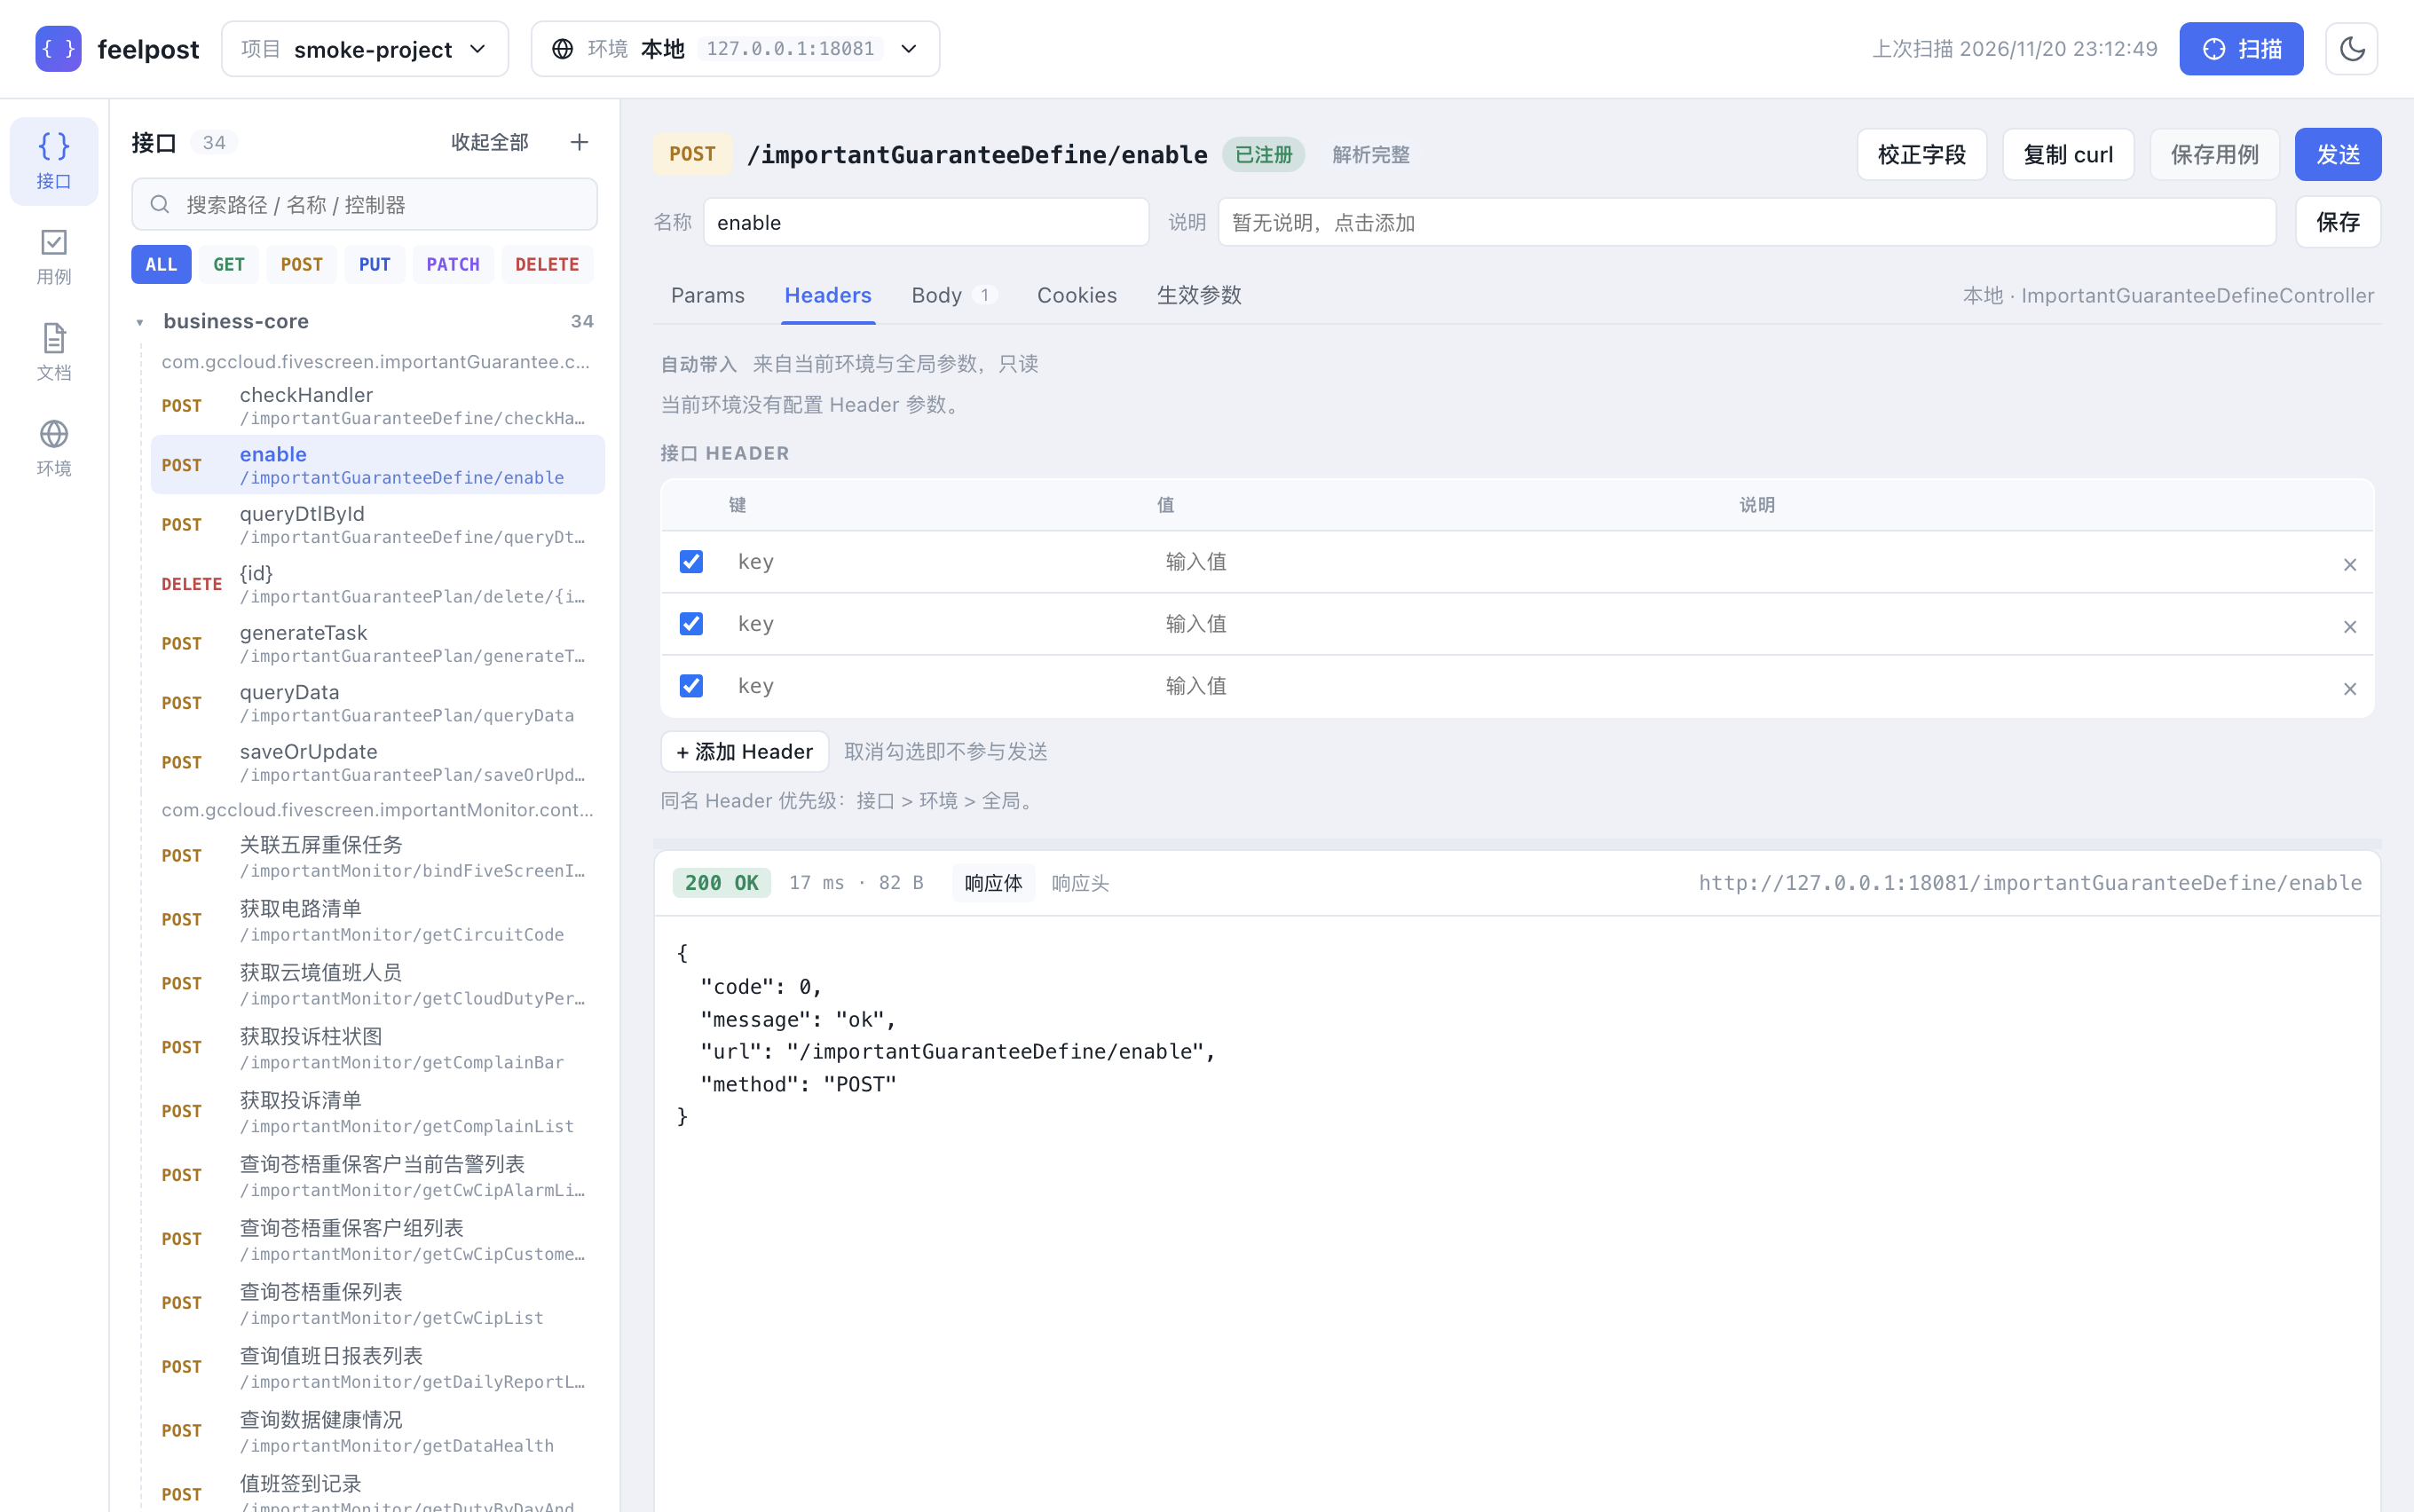 { } feelpost 项目 smoke-project 环境 本地 127.0.0.1:18081 上次扫描 2026/11/20 23:12:49 扫描
接口
用例
文档
环境
接口 34 收起全部 +
搜索路径 / 名称 / 控制器
ALL GET POST PUT PATCH DELETE
business-core 34
com.gccloud.fivescreen.importantGuarantee.c...
POST checkHandler
/importantGuaranteeDefine/checkHa...
POST enable
/importantGuaranteeDefine/enable
POST queryDtlById
/importantGuaranteeDefine/queryDt...
DELETE {id}
/importantGuaranteePlan/delete/{i...
POST generateTask
/importantGuaranteePlan/generateT...
POST queryData
/importantGuaranteePlan/queryData
POST saveOrUpdate
/importantGuaranteePlan/saveOrUpd...
com.gccloud.fivescreen.importantMonitor.cont...
POST 关联五屏重保任务
/importantMonitor/bindFiveScreenI...
POST 获取电路清单
/importantMonitor/getCircuitCode
POST 获取云境值班人员
/importantMonitor/getCloudDutyPer...
POST 获取投诉柱状图
/importantMonitor/getComplainBar
POST 获取投诉清单
/importantMonitor/getComplainList
POST 查询苍梧重保客户当前告警列表
/importantMonitor/getCwCipAlarmLi...
POST 查询苍梧重保客户组列表
/importantMonitor/getCwCipCustome...
POST 查询苍梧重保列表
/importantMonitor/getCwCipList
POST 查询值班日报表列表
/importantMonitor/getDailyReportL...
POST 查询数据健康情况
/importantMonitor/getDataHealth
POST 值班签到记录
/importantMonitor/getDutyByDayAnd
POST /importantGuaranteeDefine/enable 已注册 解析完整 校正字段 复制 curl 保存用例 发送
名称 enable 说明 暂无说明，点击添加 保存
Params Headers Body 1 Cookies 生效参数 本地 · ImportantGuaranteeDefineController
自动带入 来自当前环境与全局参数，只读
当前环境没有配置 Header 参数。
接口 HEADER
键 值 说明
key 输入值 ×
key 输入值 ×
key 输入值 ×
+ 添加 Header 取消勾选即不参与发送
同名 Header 优先级：接口 > 环境 > 全局。
200 OK 17 ms · 82 B 响应体 响应头 http://127.0.0.1:18081/importantGuaranteeDefine/enable
{
"code": 0,
"message": "ok",
"url": "/importantGuaranteeDefine/enable",
"method": "POST"
}